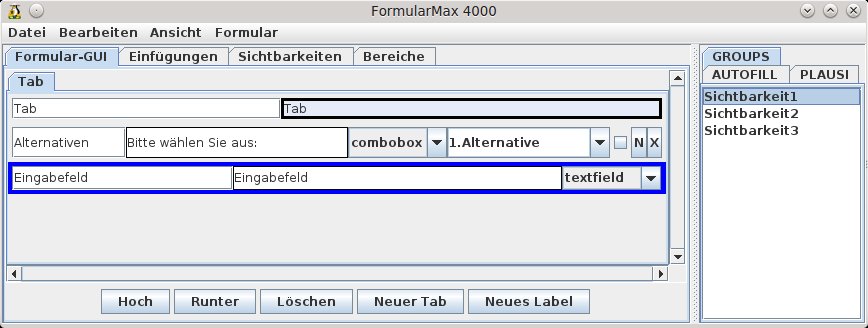 FormularMax 4000
Datei Bearbeiten Ansicht Formular
Formular-GUI Einfügungen Sichtbarkeiten Bereiche
Tab
Tab Tab
Alternativen Bitte wählen Sie aus: combobox 1.Alternative N X
Eingabefeld Eingabefeld textfield
Hoch Runter Löschen Neuer Tab Neues Label
GROUPS
AUTOFILL PLAUSI
Sichtbarkeit1
Sichtbarkeit2
Sichtbarkeit3